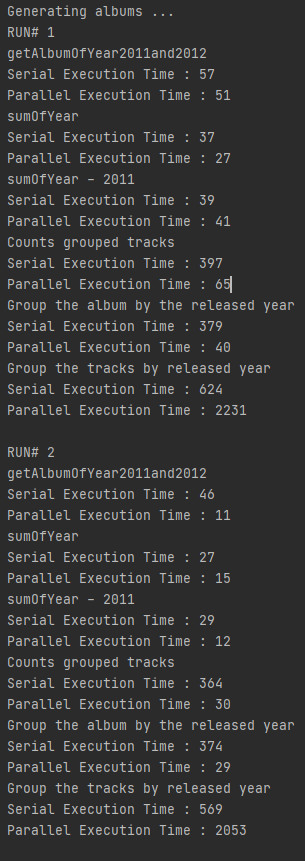 Generating albums ...
RUN# 1
getAlbumOfYear2011and2012
Serial Execution Time : 57
Parallel Execution Time : 51
sumOfYear
Serial Execution Time : 37
Parallel Execution Time : 27
sumOfYear - 2011
Serial Execution Time : 39
Parallel Execution Time : 41
Counts grouped tracks
Serial Execution Time : 397
Parallel Execution Time : 65
Group the album by the released year
Serial Execution Time : 379
Parallel Execution Time : 40
Group the tracks by released year
Serial Execution Time : 624
Parallel Execution Time : 2231
RUN# 2
getAlbumOfYear2011and2012
Serial Execution Time : 46
Parallel Execution Time : 11
sumOfYear
Serial Execution Time : 27
Parallel Execution Time : 15
sumOfYear - 2011
Serial Execution Time : 29
Parallel Execution Time : 12
Counts grouped tracks
Serial Execution Time : 364
Parallel Execution Time : 30
Group the album by the released year
Serial Execution Time : 374
Parallel Execution Time : 29
Group the tracks by released year
Serial Execution Time : 569
Parallel Execution Time : 2053